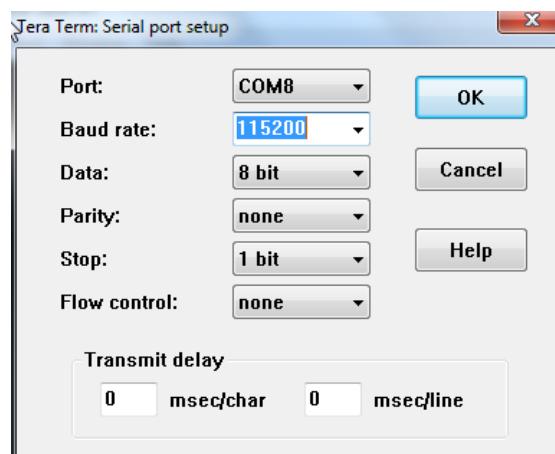 Tera Term: Serial port setup
Port: COM8 OK
Baud rate: 115200
Data: 8 bit Cancel
Parity: none
Stop: 1 bit Help
Flow control: none
Transmit delay
0 msec/char 0 msec/line